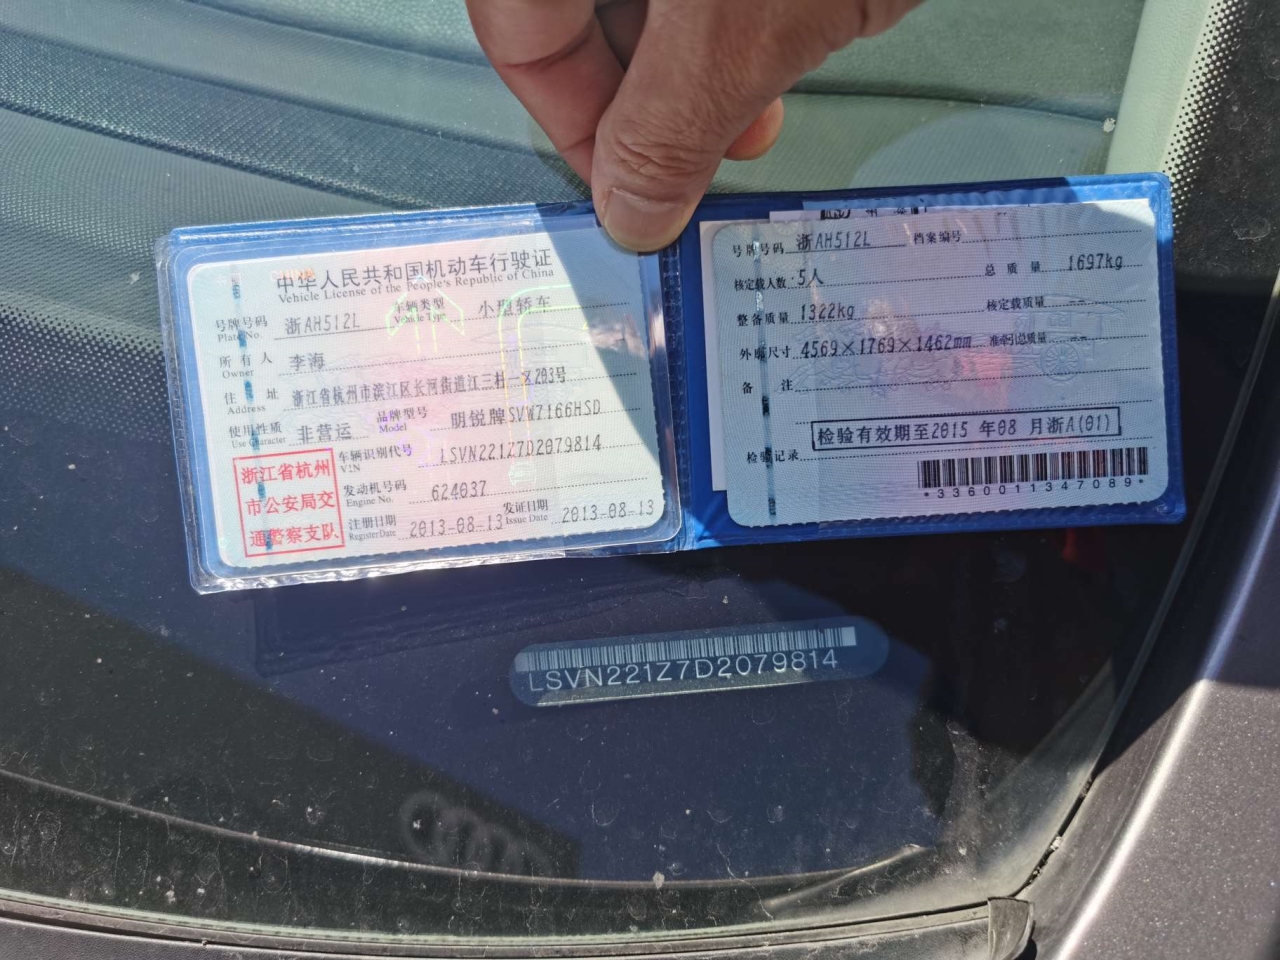 中华人民共和国机动车行驶证
Vehicle License of the People's Republic of China
号牌号码 浙AH512L 车辆类型 小型轿车
Plate No. Vehicle Type
所有人 李海
Owner
住址 浙江省杭州市滨江区长河街道江三村一区203号
Address
使用性质 非营运 品牌型号 明锐牌SVW7166HSD
Use Character Model
浙江省杭州
市公安局交
通警察支队
车辆识别代号 LSVN221Z7D2079814
VIN
发动机号码 624037
Engine No.
注册日期 2013-08-13 发证日期 2013-08-13
Register Date Issue Date
号牌号码 浙AH512L 档案编号
核定载人数 5人 总质量 1697kg
整备质量 1322kg 核定载质量 --
外廓尺寸 4569×1769×1462mm 准牵引总质量 --
备注
检验有效期至2015年08月浙A(01)
检验记录
*3360011347089*
LSVN221Z7D2079814